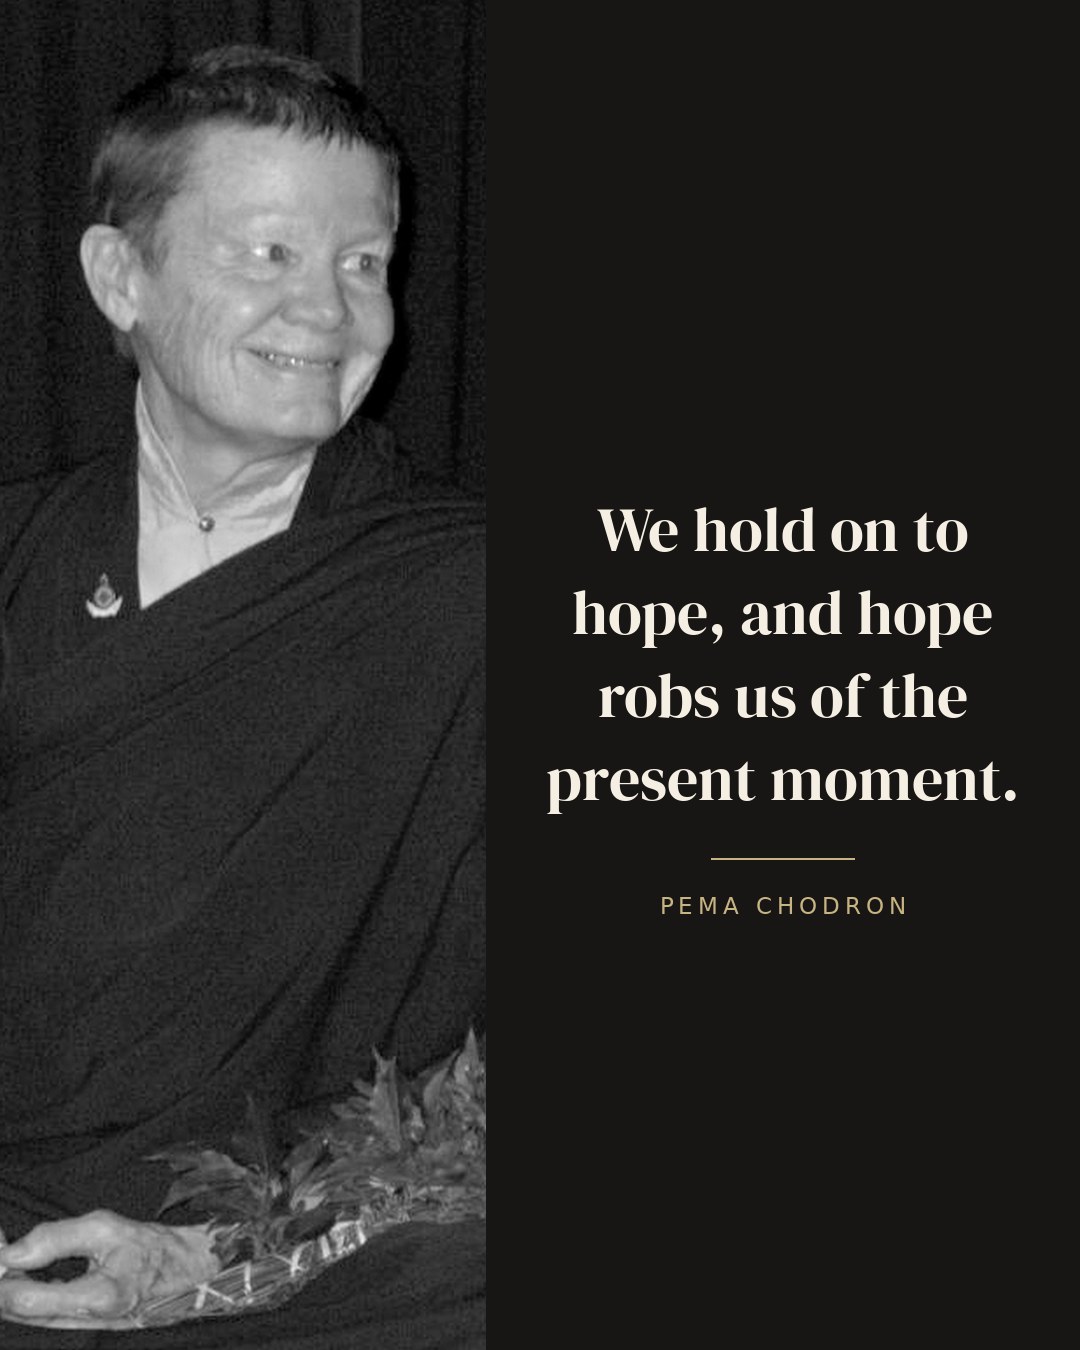 We hold on to
hope, and hope
robs us of the
present moment.
PEMA CHODRON